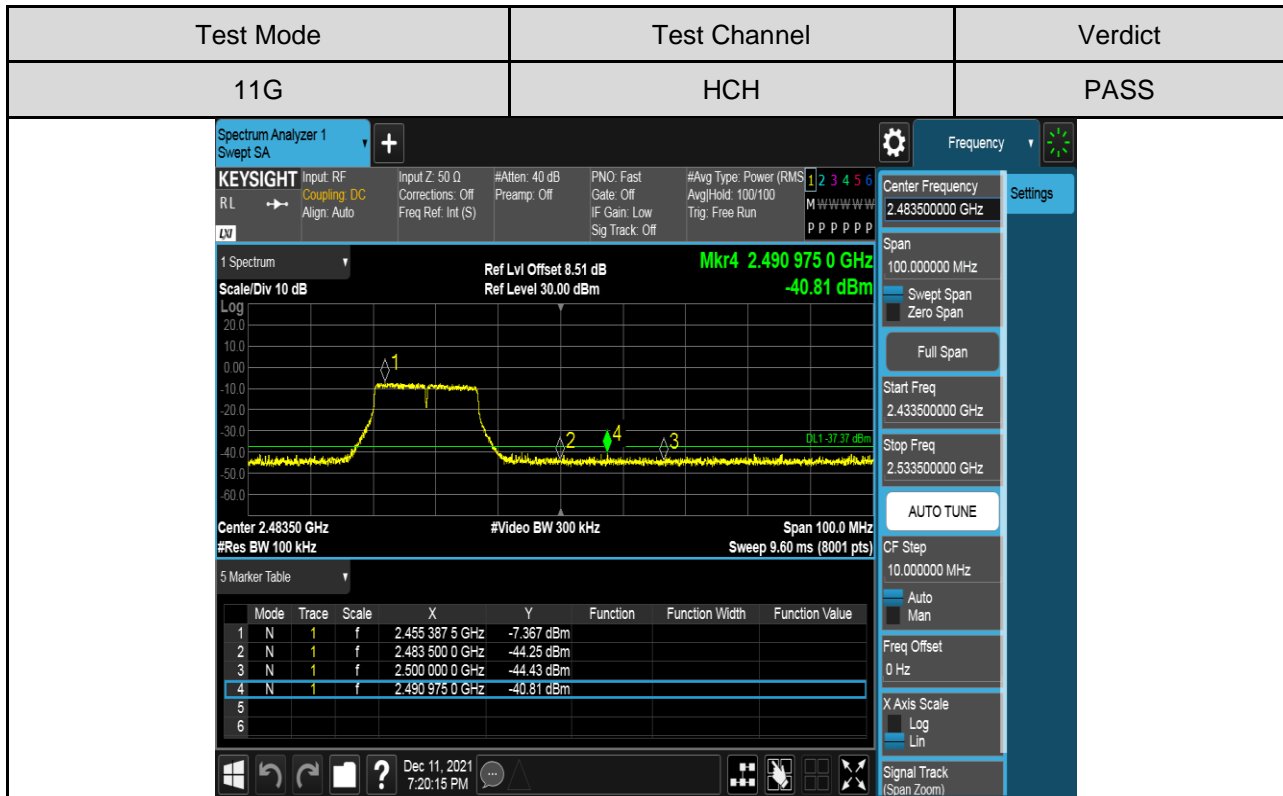 Test Mode Test Channel Verdict
11G HCH PASS
Spectrum Analyzer 1
Swept SA
+
Frequency
KEYSIGHT Input: RF Input Z: 50 Ω #Atten: 40 dB PNO: Fast #Avg Type: Power (RMS 1 2 3 4 5 6
RL Coupling: DC Corrections: Off Preamp: Off Gate: Off Avg|Hold: 100/100 M W W W W W
Align: Auto Freq Ref: Int (S) IF Gain: Low Trig: Free Run
LXI Sig Track: Off P P P P P P
1 Spectrum
Ref Lvl Offset 8.51 dB Mkr4 2.490 975 0 GHz
Scale/Div 10 dB Ref Level 30.00 dBm -40.81 dBm
Log
20.0
10.0
0.00
-10.0
-20.0
-30.0
-40.0
-50.0
-60.0
1
2
4
3
DL1 -37.37 dBm
Center 2.48350 GHz #Video BW 300 kHz Span 100.0 MHz
#Res BW 100 kHz Sweep 9.60 ms (8001 pts)
5 Marker Table
Mode Trace Scale X Y Function Function Width Function Value
1 N 1 f 2.455 387 5 GHz -7.367 dBm
2 N 1 f 2.483 500 0 GHz -44.25 dBm
3 N 1 f 2.500 000 0 GHz -44.43 dBm
4 N 1 f 2.490 975 0 GHz -40.81 dBm
5
6
Center Frequency
2.483500000 GHz
Settings
Span
100.000000 MHz
Swept Span
Zero Span
Full Span
Start Freq
2.433500000 GHz
Stop Freq
2.533500000 GHz
AUTO TUNE
CF Step
10.000000 MHz
Auto
Man
Freq Offset
0 Hz
X Axis Scale
Log
Lin
Signal Track
(Span Zoom)
?
Dec 11, 2021
7:20:15 PM